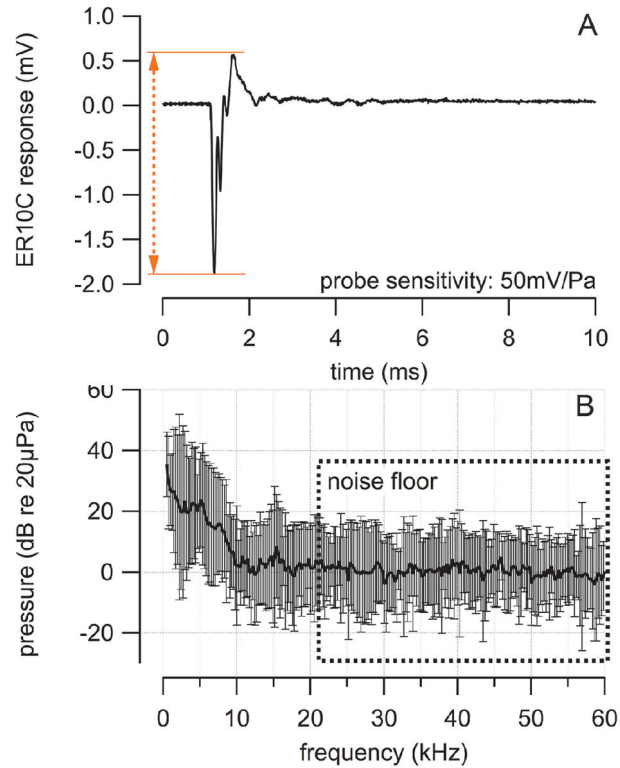 A
1.0
0.5
0.0
-0.5
-1.0
-1.5
-2.0
ER10C response (mV)
probe sensitivity: 50mV/Pa
0 2 4 6 8 10
time (ms)
B
60
40
20
0
-20
pressure (dB re 20µPa)
noise floor
0 10 20 30 40 50 60
frequency (kHz)